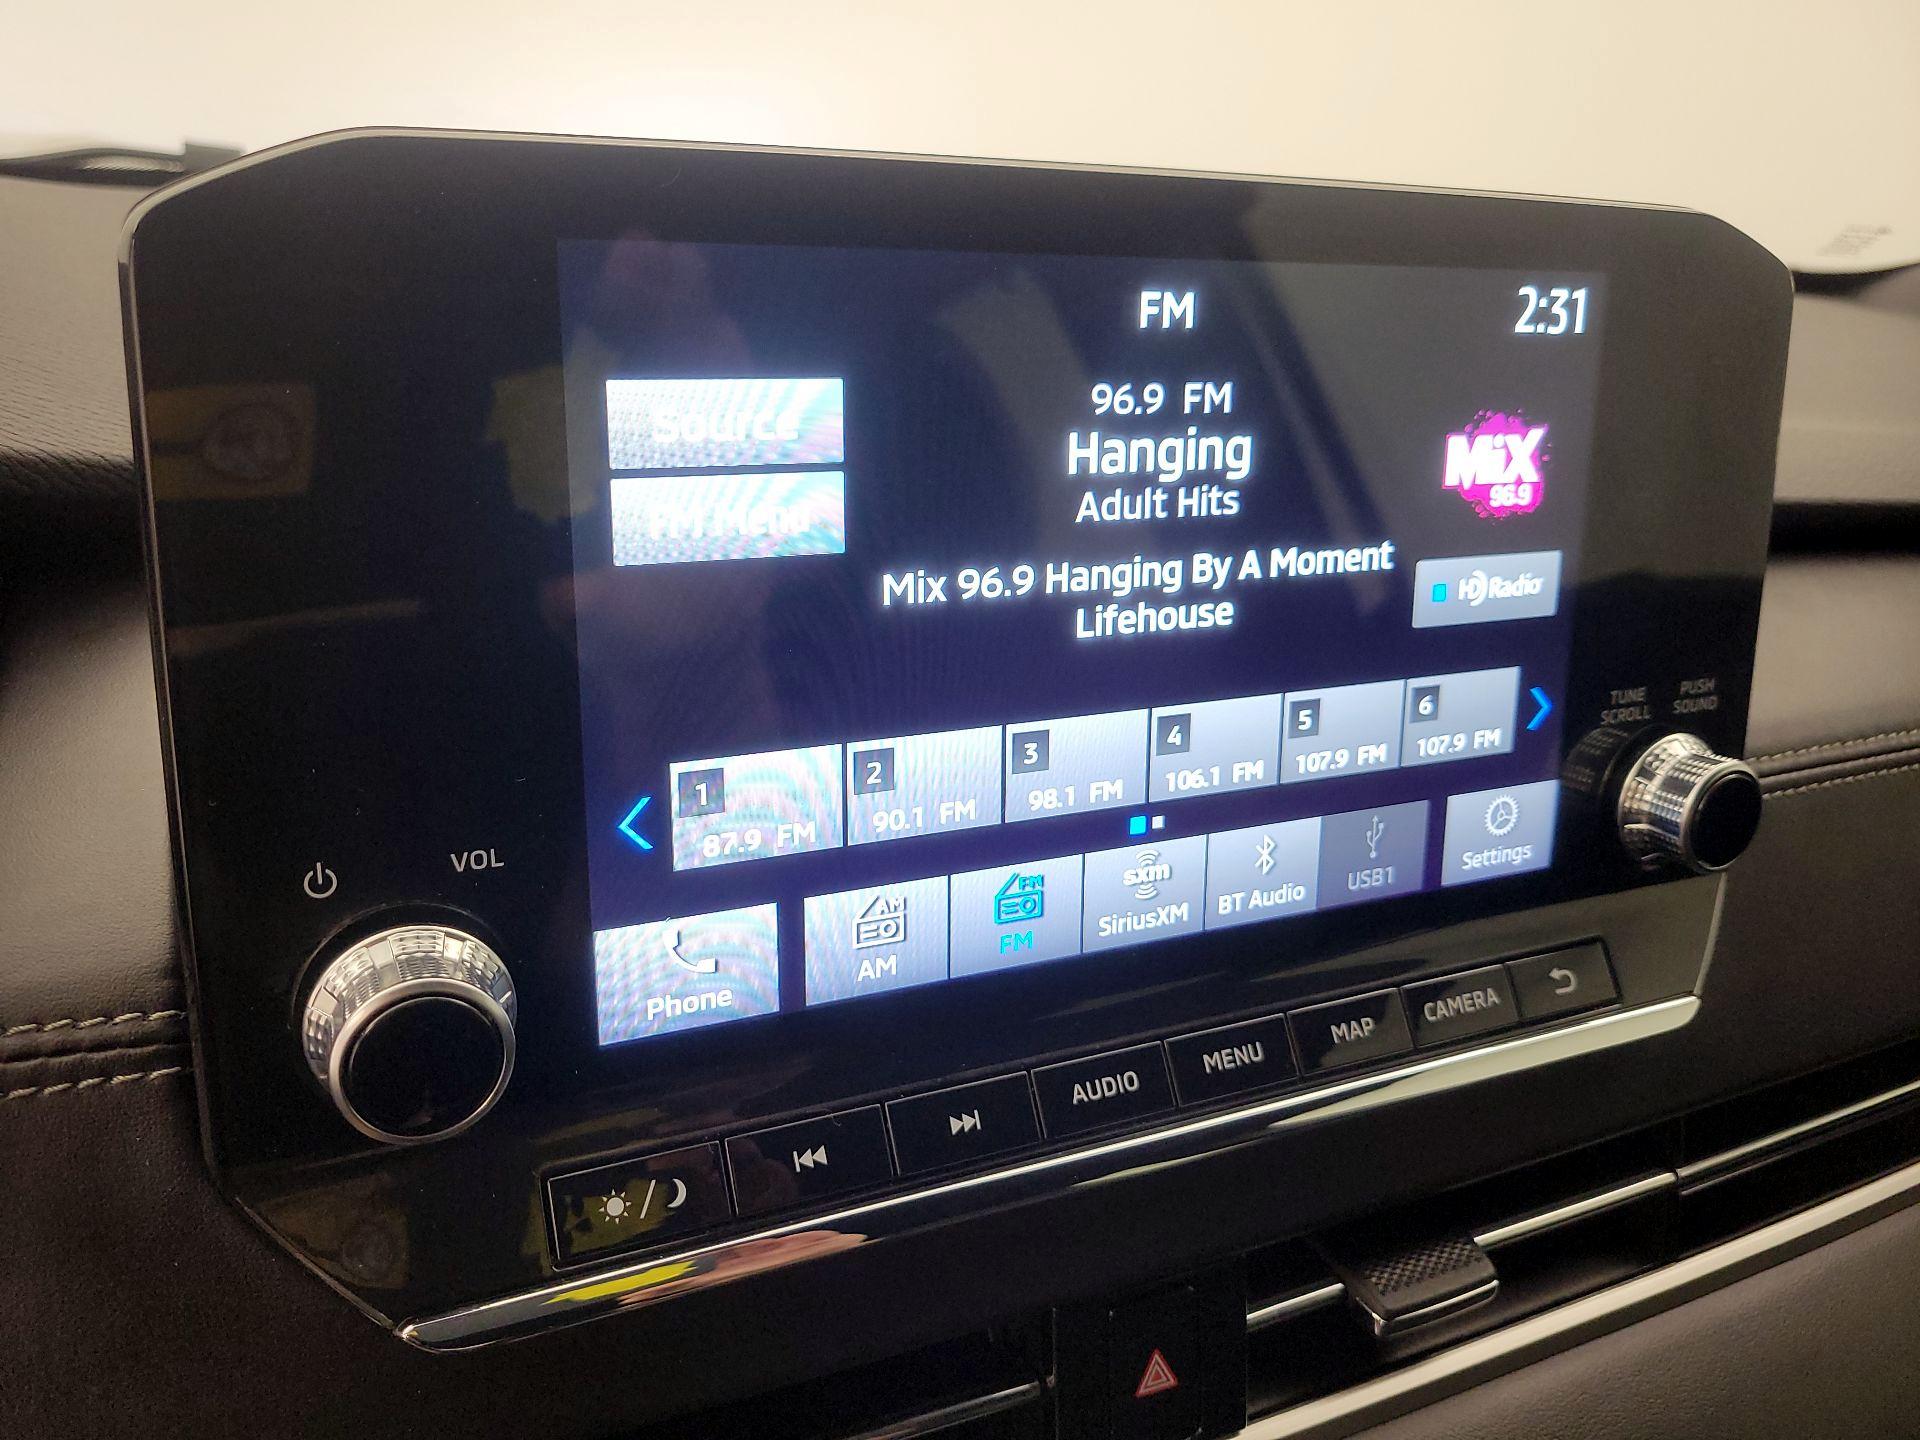 FM
2:31
Source
96.9 FM
Hanging
Adult Hits
MiX
96.9
FM Menu
Mix 96.9 Hanging By A Moment
Lifehouse
HD Radio
TUNE
SCROLL
PUSH
SOUND
1
87.9 FM
2
90.1 FM
3
98.1 FM
4
106.1 FM
5
107.9 FM
6
107.9 FM
VOL
Phone
AM
AM
FM
FM
sxm
SiriusXM
BT Audio
USB1
Settings
AUDIO
MENU
MAP
CAMERA